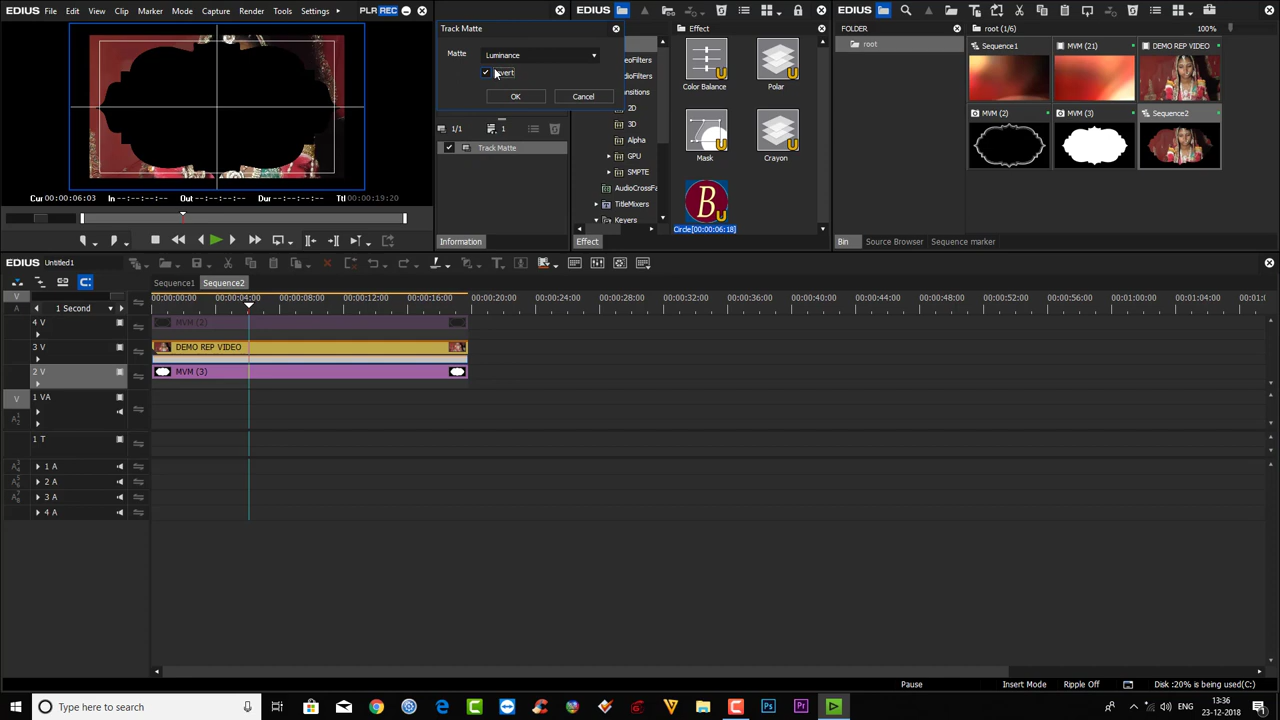 EDIUS File Edit View Clip Marker Mode Capture Render Tools Settings PLR REC
Cur 00:00:06:03 In --:--:--:-- Out --:--:--:-- Dur --:--:--:-- Ttl 00:00:19:20
Track Matte
Matte Luminance
OK Cancel
1/1 1
Track Matte
Information
Effect
eoFilters
udioFilters
nsitions
2D
3D
Alpha
GPU
SMPTE
AudioCrossFa
TitleMixers
Keyers
Color Balance Polar
Mask Crayon
Circle[00:00:06:18]
Effect
FOLDER root (1/6) 100%
root
Sequence1 MVM (21) DEMO REP VIDEO
MVM (2) MVM (3) Sequence2
Bin Source Browser Sequence marker
EDIUS Untitled1
Sequence1 Sequence2
V
A 1 Second
00:00:00:00 00:00:04:00 00:00:08:00 00:00:12:00 00:00:16:00 00:00:20:00 00:00:24:00 00:00:28:00 00:00:32:00 00:00:36:00 00:00:40:00 00:00:44:00 00:00:48:00 00:00:52:00 00:00:56:00 00:01:00:00 00:01:04:00
4 V MVM (2)
3 V DEMO REP VIDEO
2 V MVM (3)
V 1 VA
1 T
1 A
2 A
3 A
4 A
Pause Insert Mode Ripple Off Disk :20% is being used(C:)
Type here to search
13:36
23-12-2018